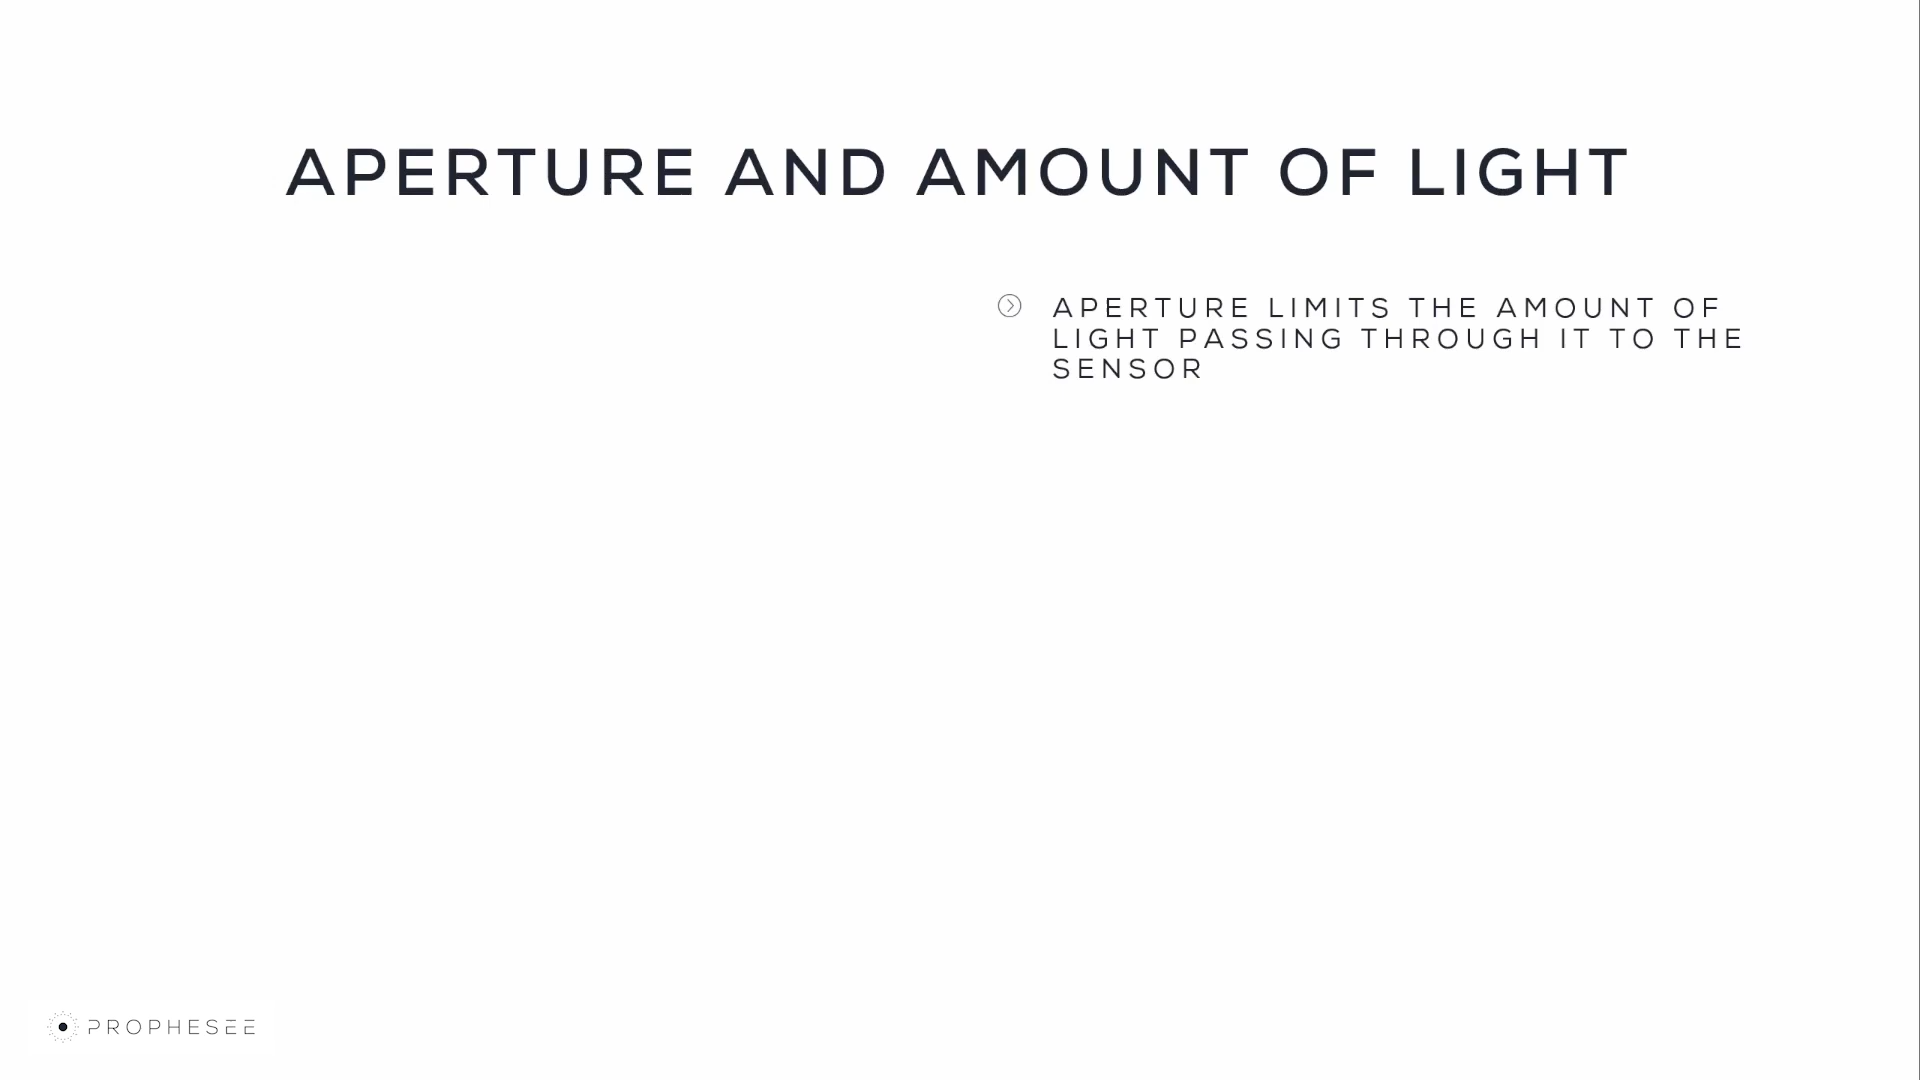 APERTURE AND AMOUNT OF LIGHT
APERTURE LIMITS THE AMOUNT OF
LIGHT PASSING THROUGH IT TO THE
SENSOR
PROPHESEE